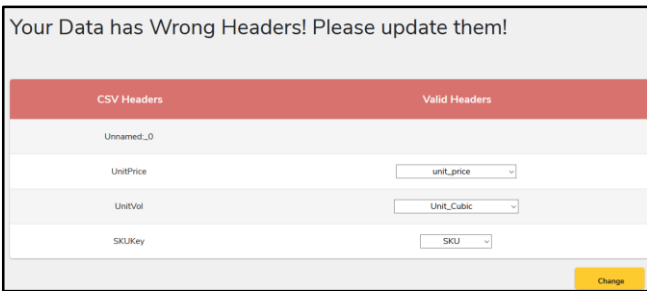 Your Data has Wrong Headers! Please update them!
CSV Headers Valid Headers
Unnamed:_0
UnitPrice unit_price
UnitVol Unit_Cubic
SKUKey SKU
Change